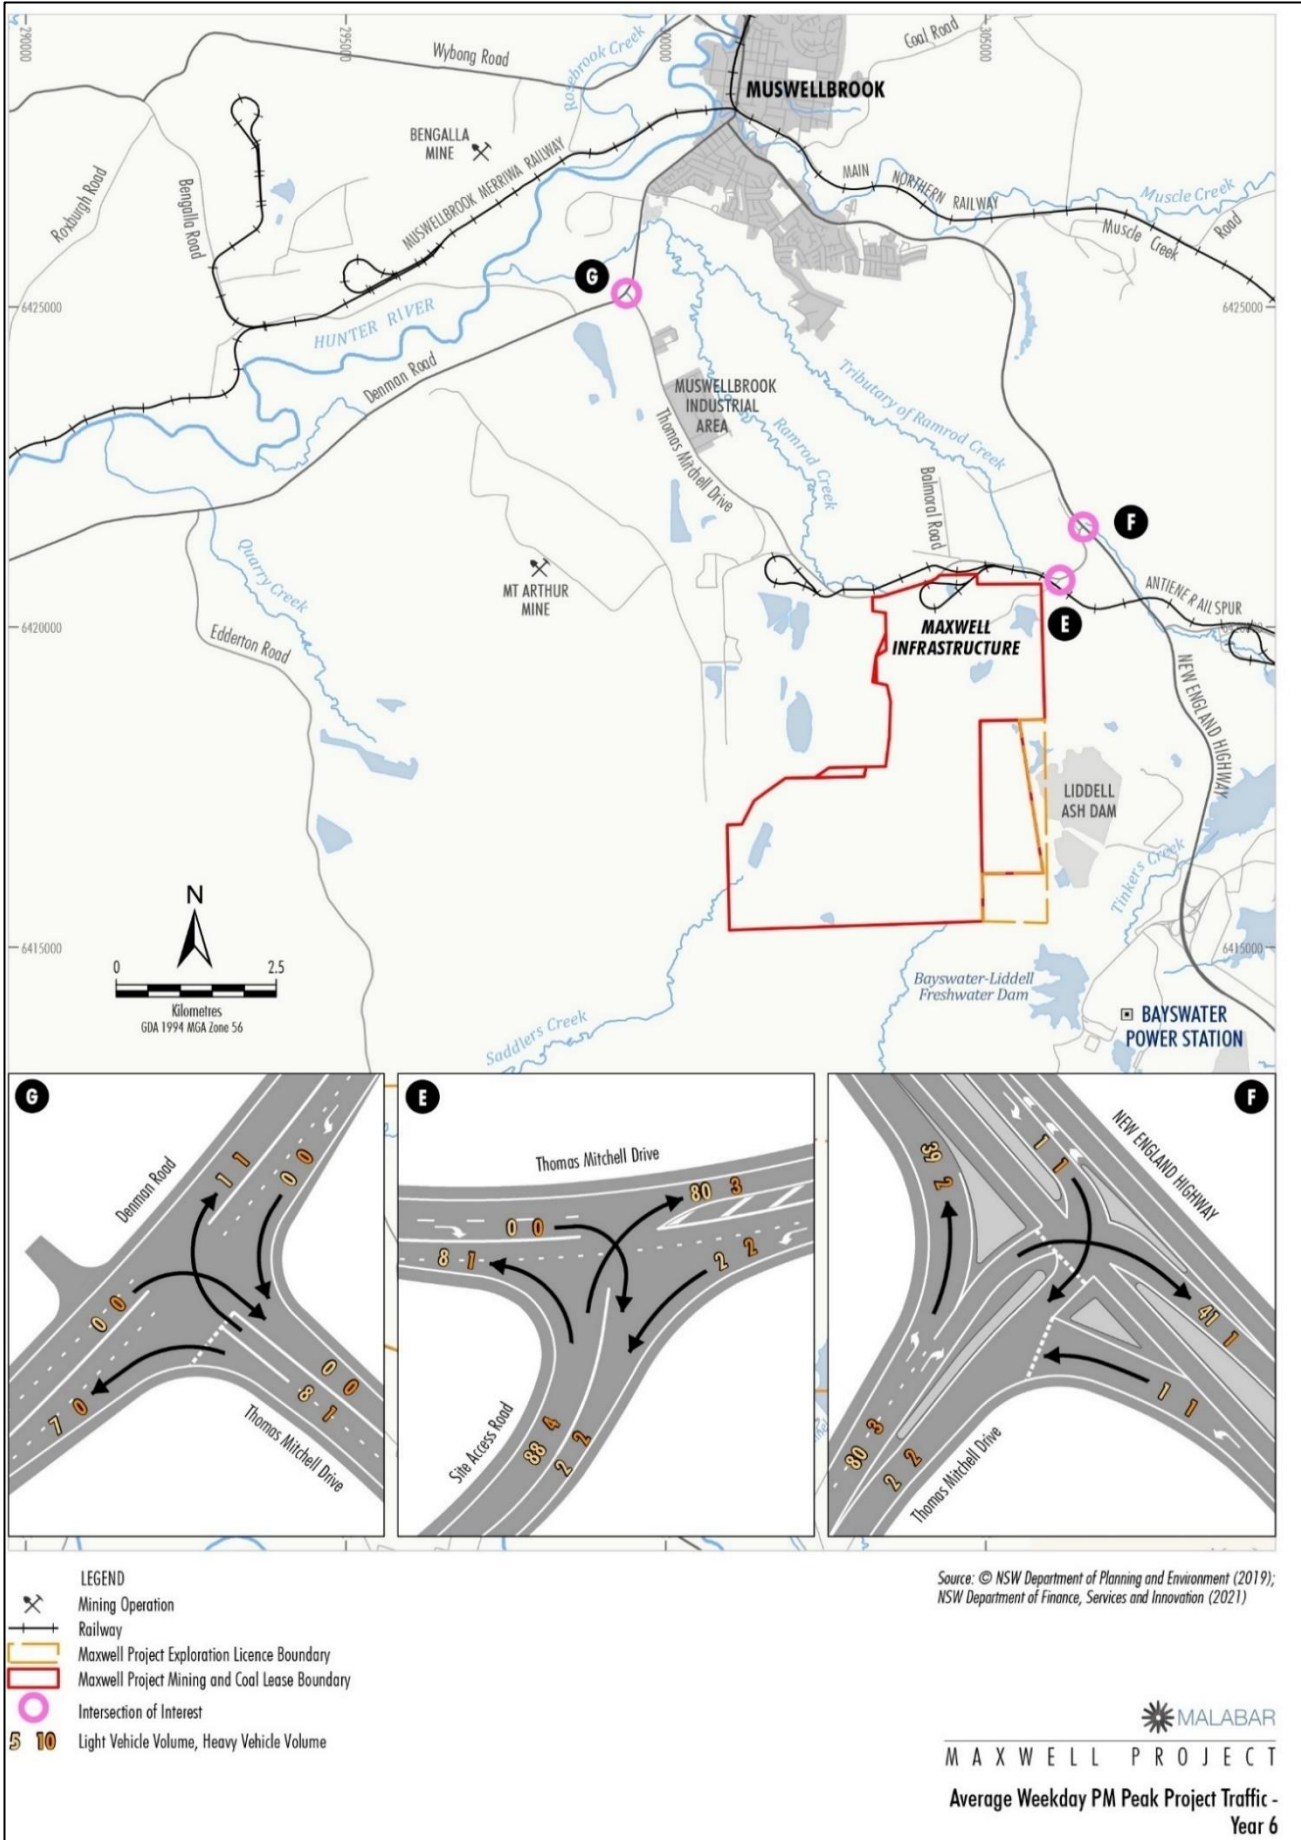 290000
295000
300000
305000
Wybong Road
Rosebrook Creek
Coal Road
MUSWELLBROOK
BENGALLA
MINE
MUSWELLBROOK MERRIWA RAILWAY
Roxburgh Road
Bengalla Road
MAIN NORTHERN RAILWAY
Muscle Creek
Muscle Creek Road
G
6425000
6425000
HUNTER RIVER
Denman Road
MUSWELLBROOK
INDUSTRIAL
AREA
Thomas Mitchell Drive
Ramrod Creek
Tributary of Ramrod Creek
Balmoral Road
F
Quarry Creek
MT ARTHUR
MINE
ANTIENE RAIL SPUR
E
6420000
MAXWELL
INFRASTRUCTURE
Edderton Road
NEW ENGLAND HIGHWAY
LIDDELL
ASH DAM
Tinkers Creek
N
6415000
6415000
0 2.5
Kilometres
GDA 1994 MGA Zone 56
Bayswater-Liddell
Freshwater Dam
Saddlers Creek
BAYSWATER
POWER STATION
G
Denman Road
1 1
0 0
0 0
7 0
0 0
8 1
Thomas Mitchell Drive
E
Thomas Mitchell Drive
80 3
0 0
8 1
2 2
Site Access Road
88 4
2 2
F
NEW ENGLAND HIGHWAY
39 2
1 1
41 1
1 1
80 3
2 2
Thomas Mitchell Drive
LEGEND
Mining Operation
Railway
Maxwell Project Exploration Licence Boundary
Maxwell Project Mining and Coal Lease Boundary
Intersection of Interest
5 10 Light Vehicle Volume, Heavy Vehicle Volume
Source: © NSW Department of Planning and Environment (2019);
NSW Department of Finance, Services and Innovation (2021)
MALABAR
MAXWELL PROJECT
Average Weekday PM Peak Project Traffic -
Year 6